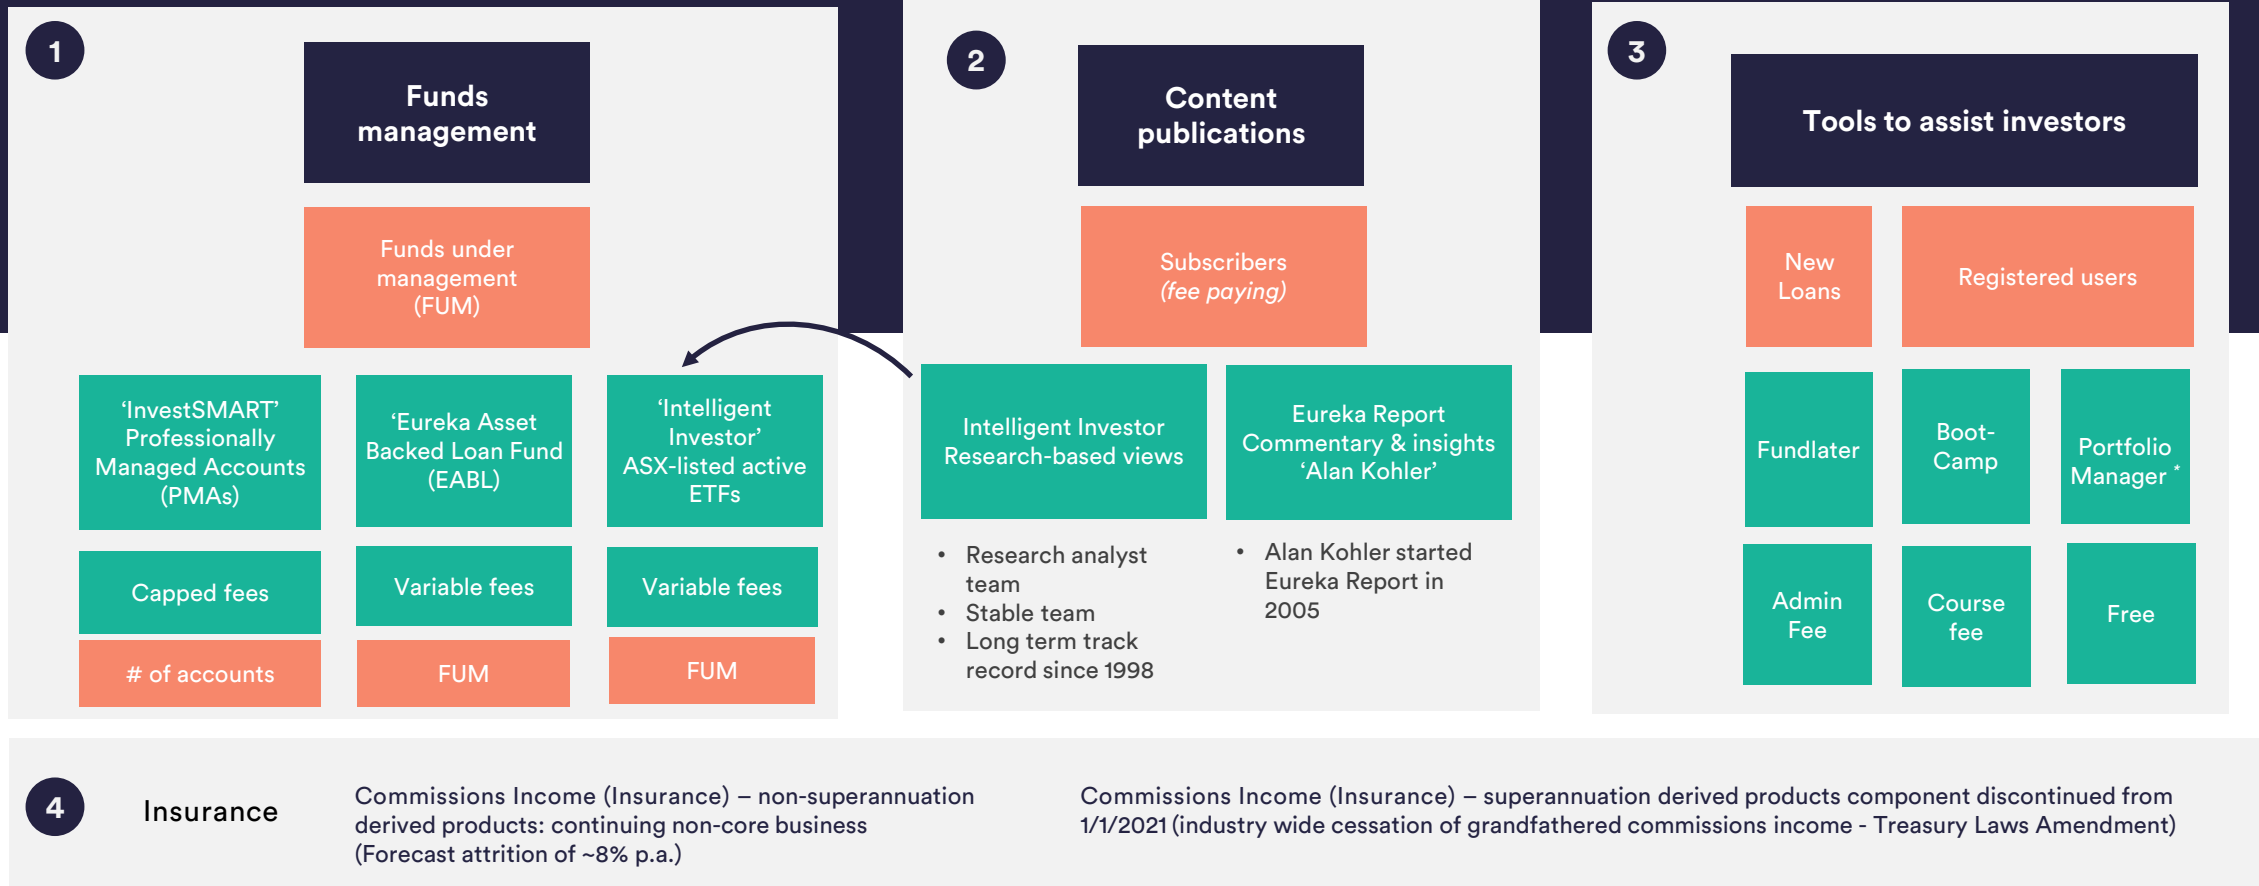 1
Funds
management
Funds under
management
(FUM)
‘InvestSMART’
Professionally
Managed Accounts
(PMAs)
‘Eureka Asset
Backed Loan Fund
(EABL)
‘Intelligent
Investor’
ASX-listed active
ETFs
Capped fees
Variable fees
Variable fees
# of accounts
FUM
FUM
2
Content
publications
Subscribers
(fee paying)
Intelligent Investor
Research-based views
Eureka Report
Commentary & insights
‘Alan Kohler’
• Research analyst
team
• Stable team
• Long term track
record since 1998
• Alan Kohler started
Eureka Report in
2005
3
Tools to assist investors
New
Loans
Registered users
Fundlater
Boot-
Camp
Portfolio
Manager *
Admin
Fee
Course
fee
Free
4
Insurance
Commissions Income (Insurance) – non-superannuation
derived products: continuing non-core business
(Forecast attrition of ~8% p.a.)
Commissions Income (Insurance) – superannuation derived products component discontinued from
1/1/2021 (industry wide cessation of grandfathered commissions income - Treasury Laws Amendment)